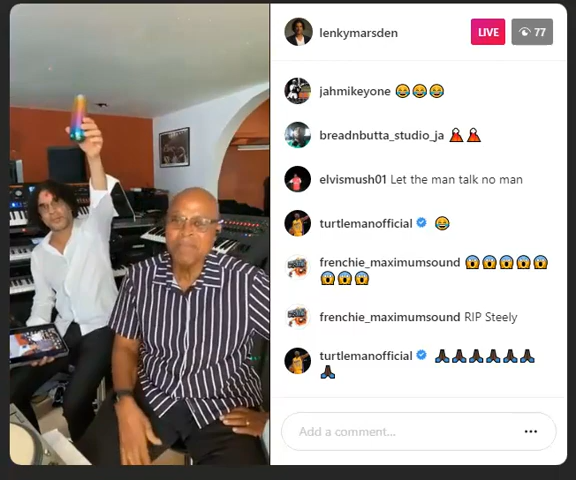 lenkymarsden LIVE 77
jahmikeyone 😂😂😂
breadnbutta_studio_ja 🌋🌋
elvismush01 Let the man talk no man
turtlemanofficial 😂
frenchie_maximumsound 😱😱😱😱😱
😱😱😱
frenchie_maximumsound RIP Steely
turtlemanofficial 🙏🏿🙏🏿🙏🏿🙏🏿🙏🏿🙏🏿
🙏🏿
Add a comment... ...